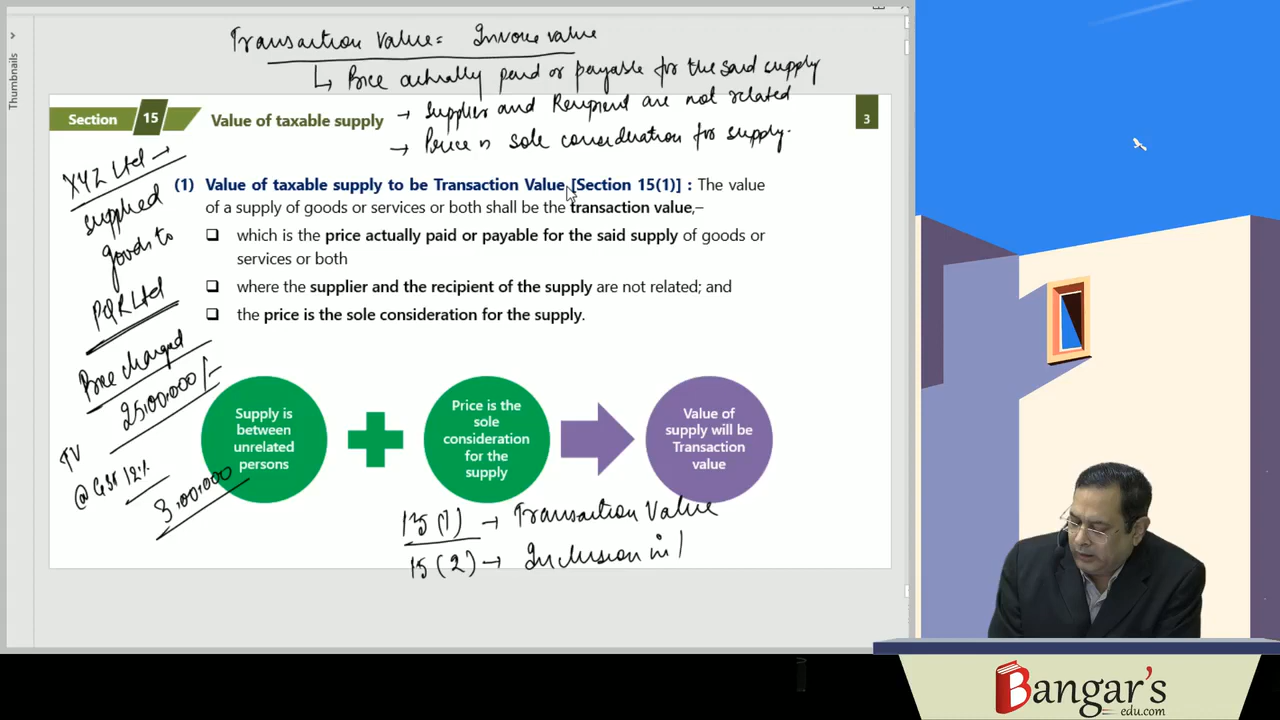 Thumbnails
Transaction Value = Invoice value
↳ Price actually paid or payable for the said supply
→ Supplier and Recipient are not related
→ Price is sole consideration for supply.
Section 15 Value of taxable supply
3
XYZ Ltd →
supplied
goods to
PQR Ltd
Price charged
25,00,000/-
TV
@ GST 12%
3,00,000
(1) Value of taxable supply to be Transaction Value [Section 15(1)] : The value
of a supply of goods or services or both shall be the transaction value,–
❑ which is the price actually paid or payable for the said supply of goods or
services or both
❑ where the supplier and the recipient of the supply are not related; and
❑ the price is the sole consideration for the supply.
Supply is
between
unrelated
persons
Price is the
sole
consideration
for the
supply
Value of
supply will be
Transaction
value
15(1) → Transaction Value
15(2) → Inclusion in
Bangar's
edu.com